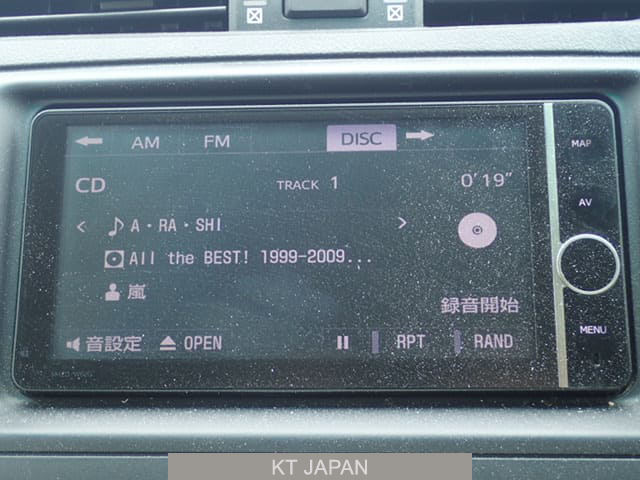 AM FM DISC
MAP
CD TRACK 1 0'19"
AV
A・RA・SHI
All the BEST! 1999-2009...
嵐
録音開始
MENU
音設定 OPEN RPT RAND
KT JAPAN